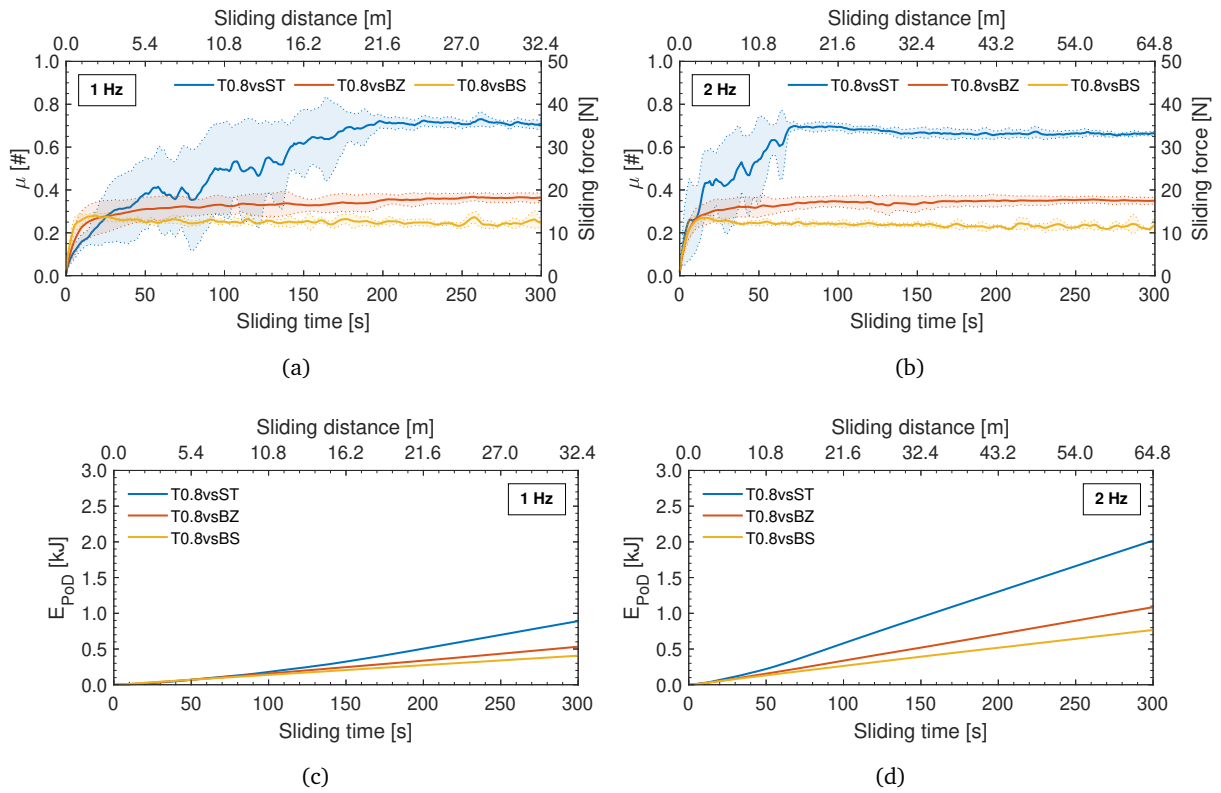 Sliding distance [m]
0.0 5.4 10.8 16.2 21.6 27.0 32.4
1.0 0.8 0.6 0.4 0.2 0.0
μ [#]
1 Hz
T0.8vsST T0.8vsBZ T0.8vsBS
50 40 30 20 10 0
Sliding force [N]
0 50 100 150 200 250 300
Sliding time [s]
(a)
Sliding distance [m]
0.0 10.8 21.6 32.4 43.2 54.0 64.8
1.0 0.8 0.6 0.4 0.2 0.0
μ [#]
2 Hz
T0.8vsST T0.8vsBZ T0.8vsBS
50 40 30 20 10 0
Sliding force [N]
0 50 100 150 200 250 300
Sliding time [s]
(b)
Sliding distance [m]
0.0 5.4 10.8 16.2 21.6 27.0 32.4
3.0 2.5 2.0 1.5 1.0 0.5 0.0
E_PoD [kJ]
T0.8vsST
T0.8vsBZ
T0.8vsBS
1 Hz
0 50 100 150 200 250 300
Sliding time [s]
(c)
Sliding distance [m]
0.0 10.8 21.6 32.4 43.2 54.0 64.8
3.0 2.5 2.0 1.5 1.0 0.5 0.0
E_PoD [kJ]
T0.8vsST
T0.8vsBZ
T0.8vsBS
2 Hz
0 50 100 150 200 250 300
Sliding time [s]
(d)